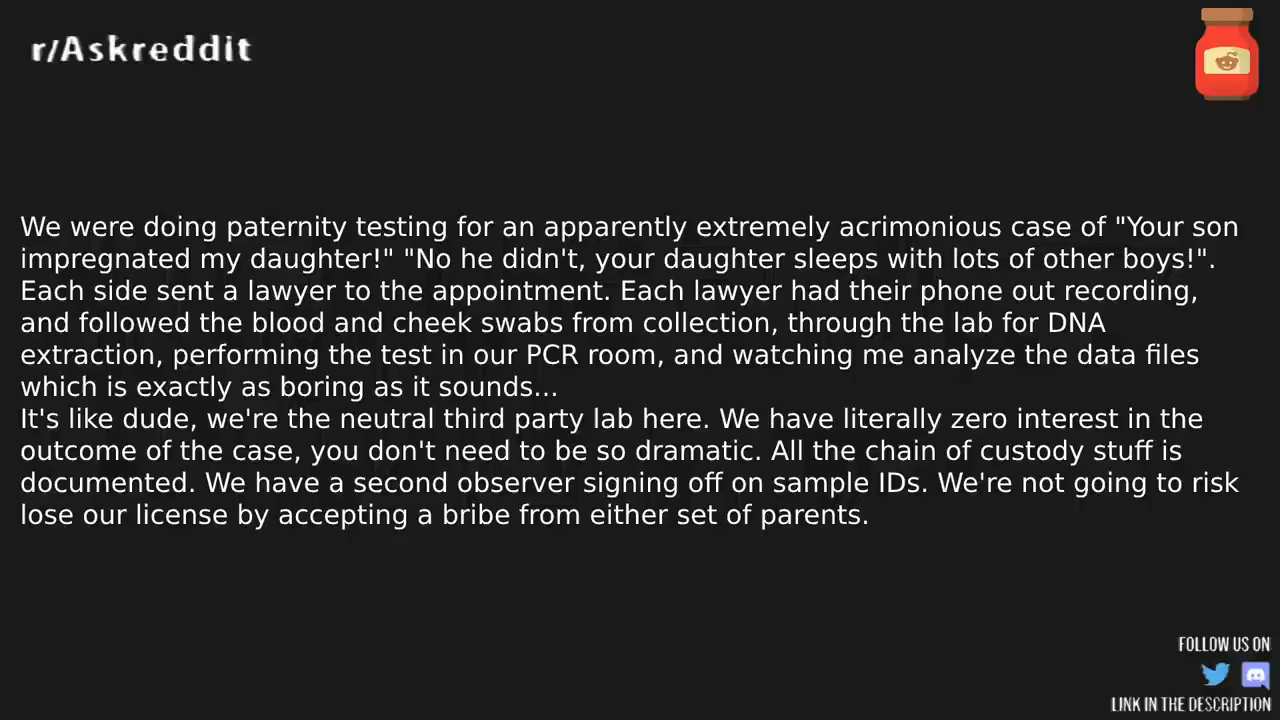 r/Askreddit
We were doing paternity testing for an apparently extremely acrimonious case of "Your son
impregnated my daughter!" "No he didn't, your daughter sleeps with lots of other boys!".
Each side sent a lawyer to the appointment. Each lawyer had their phone out recording,
and followed the blood and cheek swabs from collection, through the lab for DNA
extraction, performing the test in our PCR room, and watching me analyze the data files
which is exactly as boring as it sounds...
It's like dude, we're the neutral third party lab here. We have literally zero interest in the
outcome of the case, you don't need to be so dramatic. All the chain of custody stuff is
documented. We have a second observer signing off on sample IDs. We're not going to risk
lose our license by accepting a bribe from either set of parents.
FOLLOW US ON
LINK IN THE DESCRIPTION